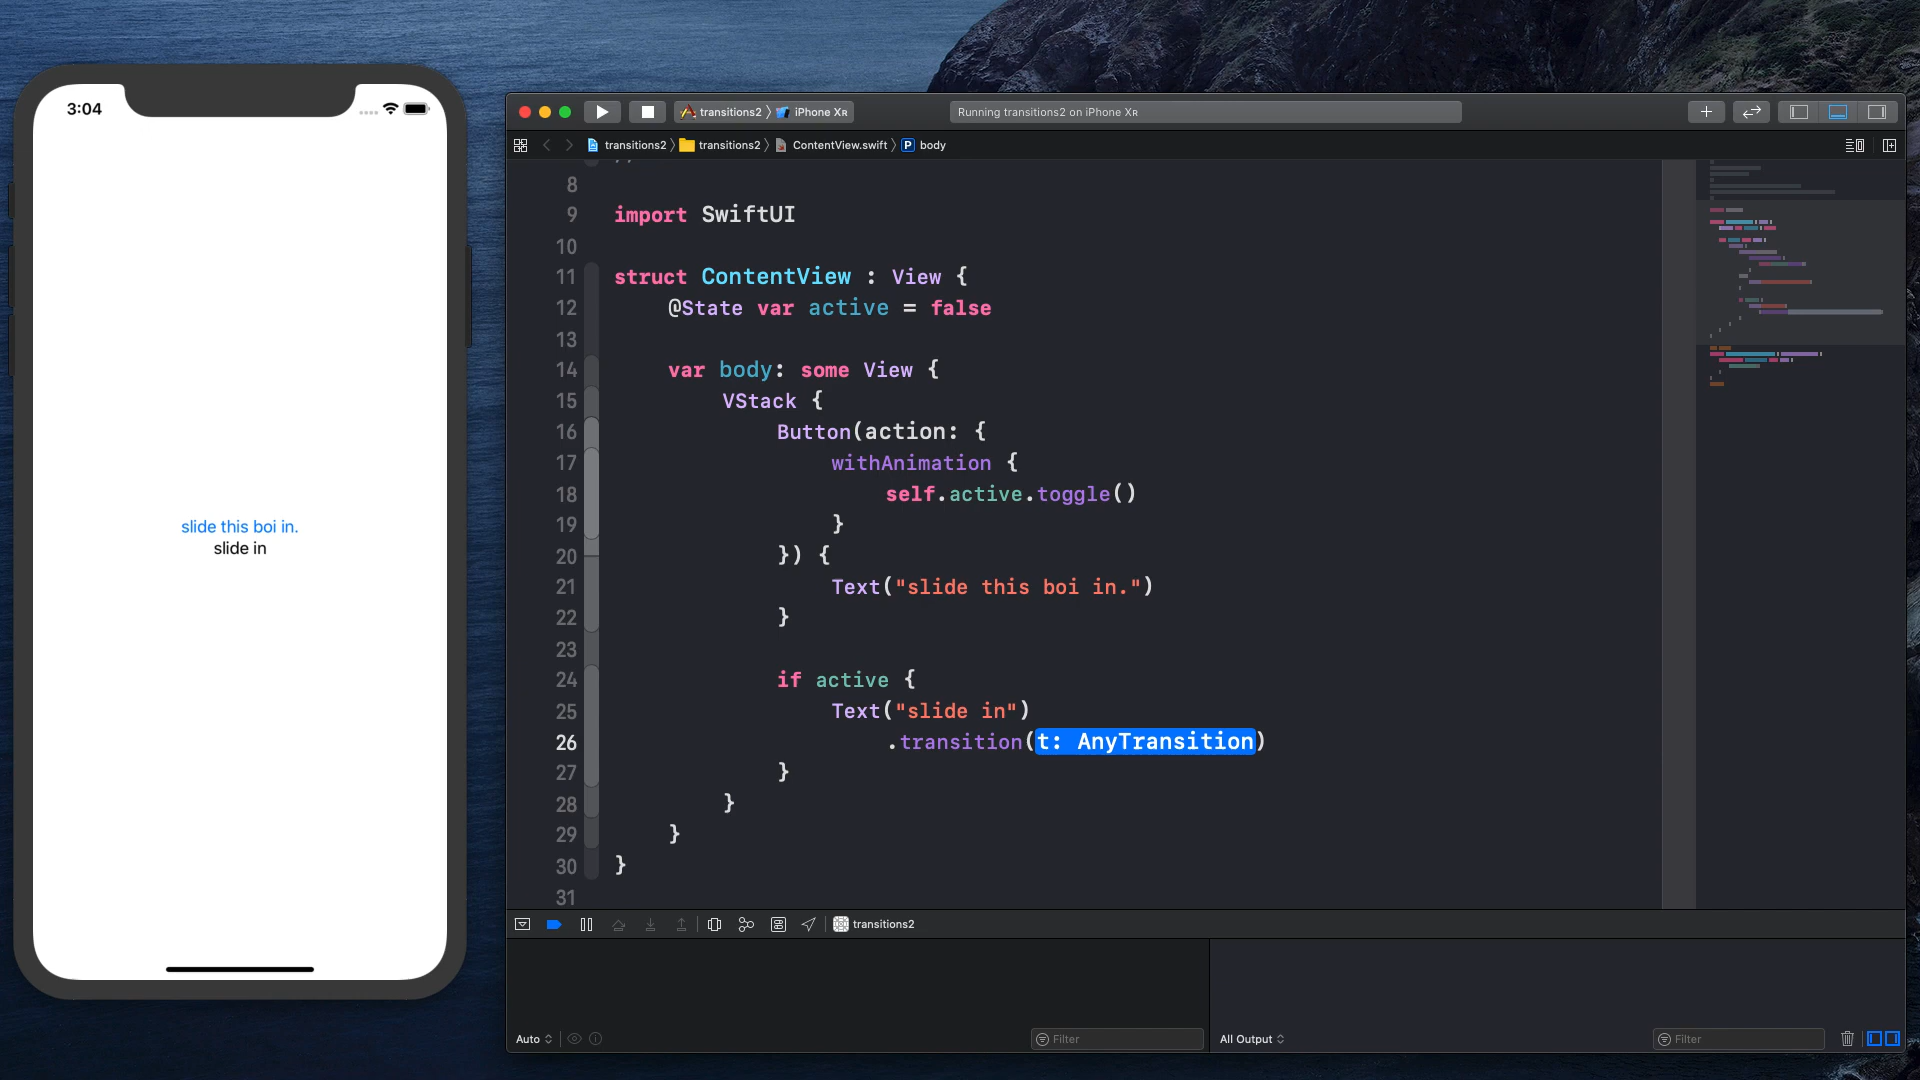 3:04
slide this boi in.
slide in
transitions2 〉 iPhone Xʀ
Running transitions2 on iPhone Xʀ
transitions2 〉 transitions2 〉 ContentView.swift 〉 P body
8
9 import SwiftUI
10
11 struct ContentView : View {
12 @State var active = false
13
14 var body: some View {
15 VStack {
16 Button(action: {
17 withAnimation {
18 self.active.toggle()
19 }
20 }) {
21 Text("slide this boi in.")
22 }
23
24 if active {
25 Text("slide in")
26 .transition(t: AnyTransition)
27 }
28 }
29 }
30 }
31
transitions2
Auto
Filter
All Output
Filter